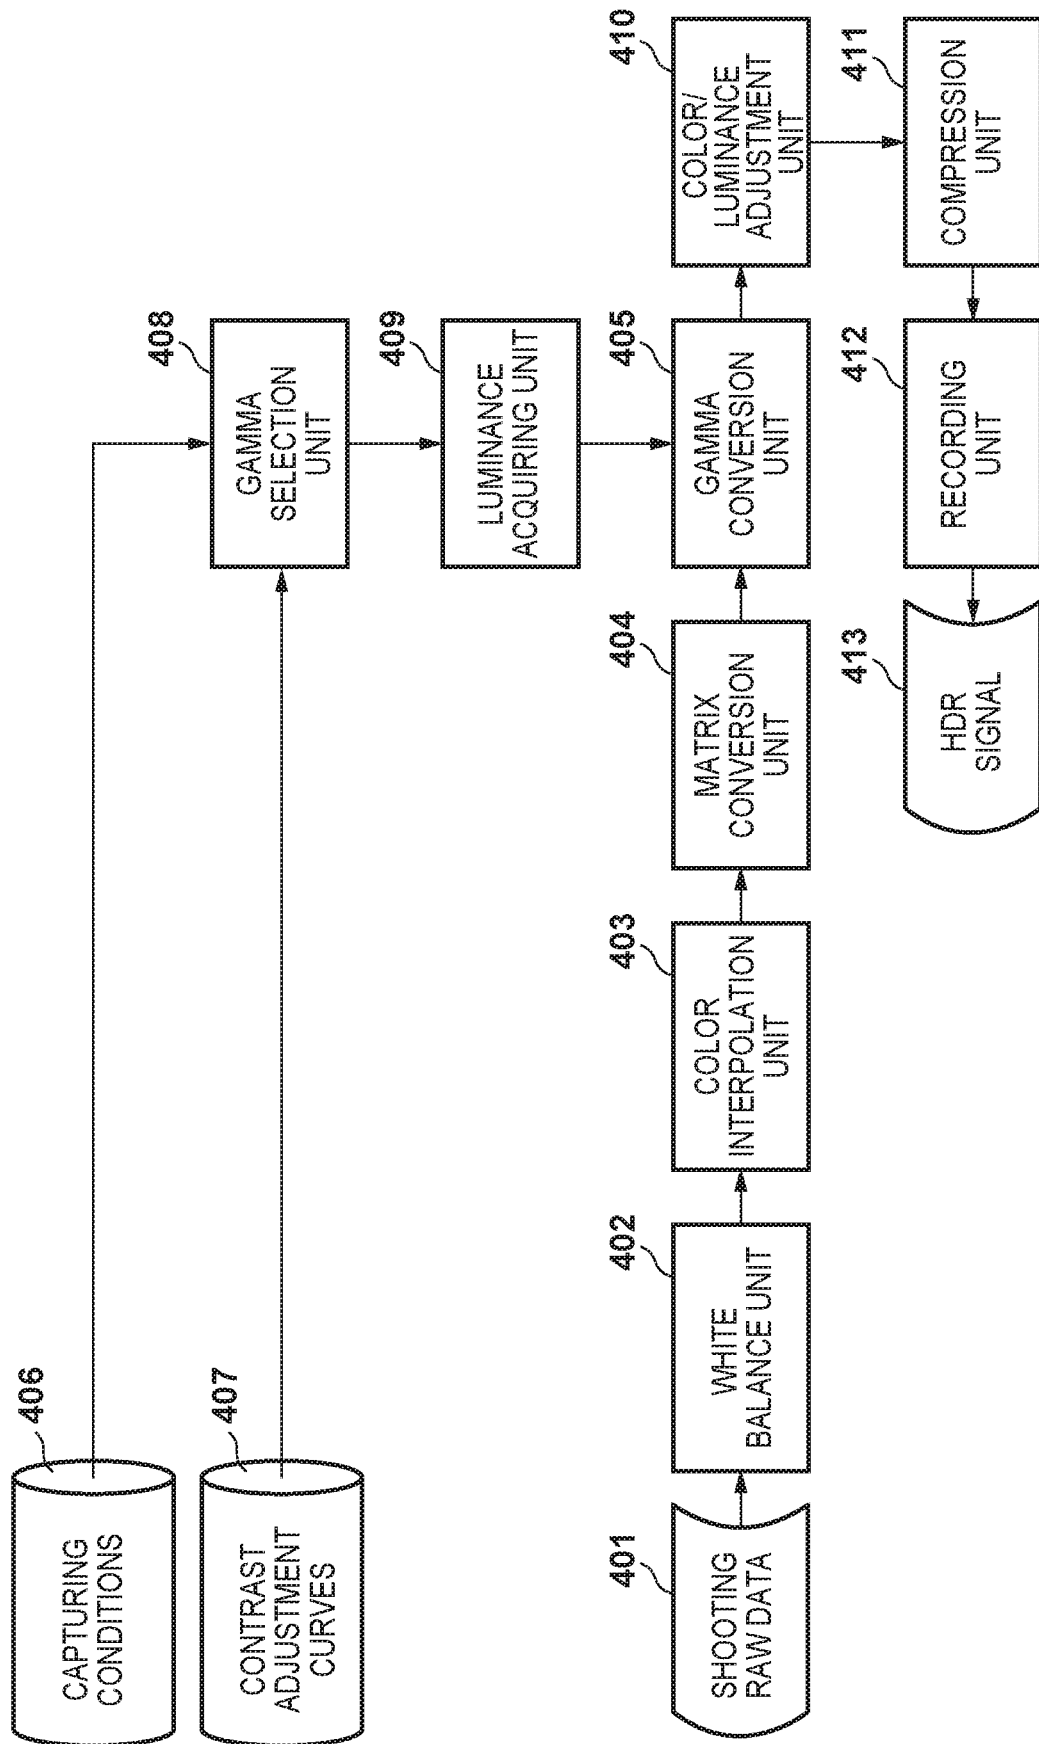 406
CAPTURING
CONDITIONS
407
CONTRAST
ADJUSTMENT
CURVES
408
GAMMA
SELECTION
UNIT
409
LUMINANCE
ACQUIRING UNIT
401
SHOOTING
RAW DATA
402
WHITE
BALANCE UNIT
403
COLOR
INTERPOLATION
UNIT
404
MATRIX
CONVERSION
UNIT
405
GAMMA
CONVERSION
UNIT
410
COLOR/
LUMINANCE
ADJUSTMENT
UNIT
411
COMPRESSION
UNIT
412
RECORDING
UNIT
413
HDR
SIGNAL